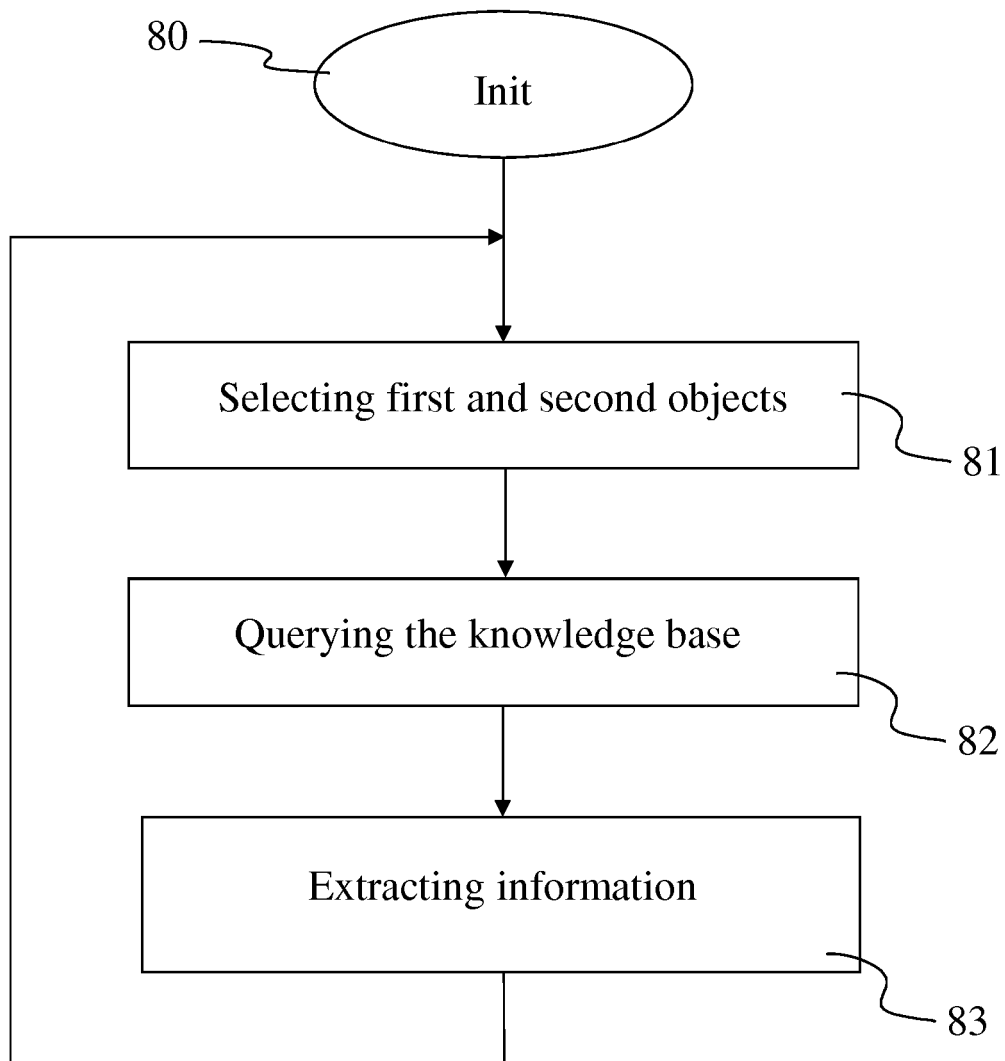 80
Init
Selecting first and second objects
81
Querying the knowledge base
82
Extracting information
83